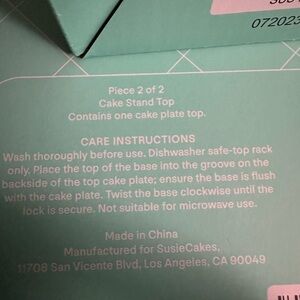 072023
Piece 2 of 2
Cake Stand Top
Contains one cake plate top.
CARE INSTRUCTIONS
Wash thoroughly before use. Dishwasher safe-top rack
only. Place the top of the base into the groove on the
backside of the top cake plate; ensure the base is flush
with the cake plate. Twist the base clockwise until the
lock is secure. Not suitable for microwave use.
Made in China
Manufactured for SusieCakes,
11708 San Vicente Blvd, Los Angeles, CA 90049